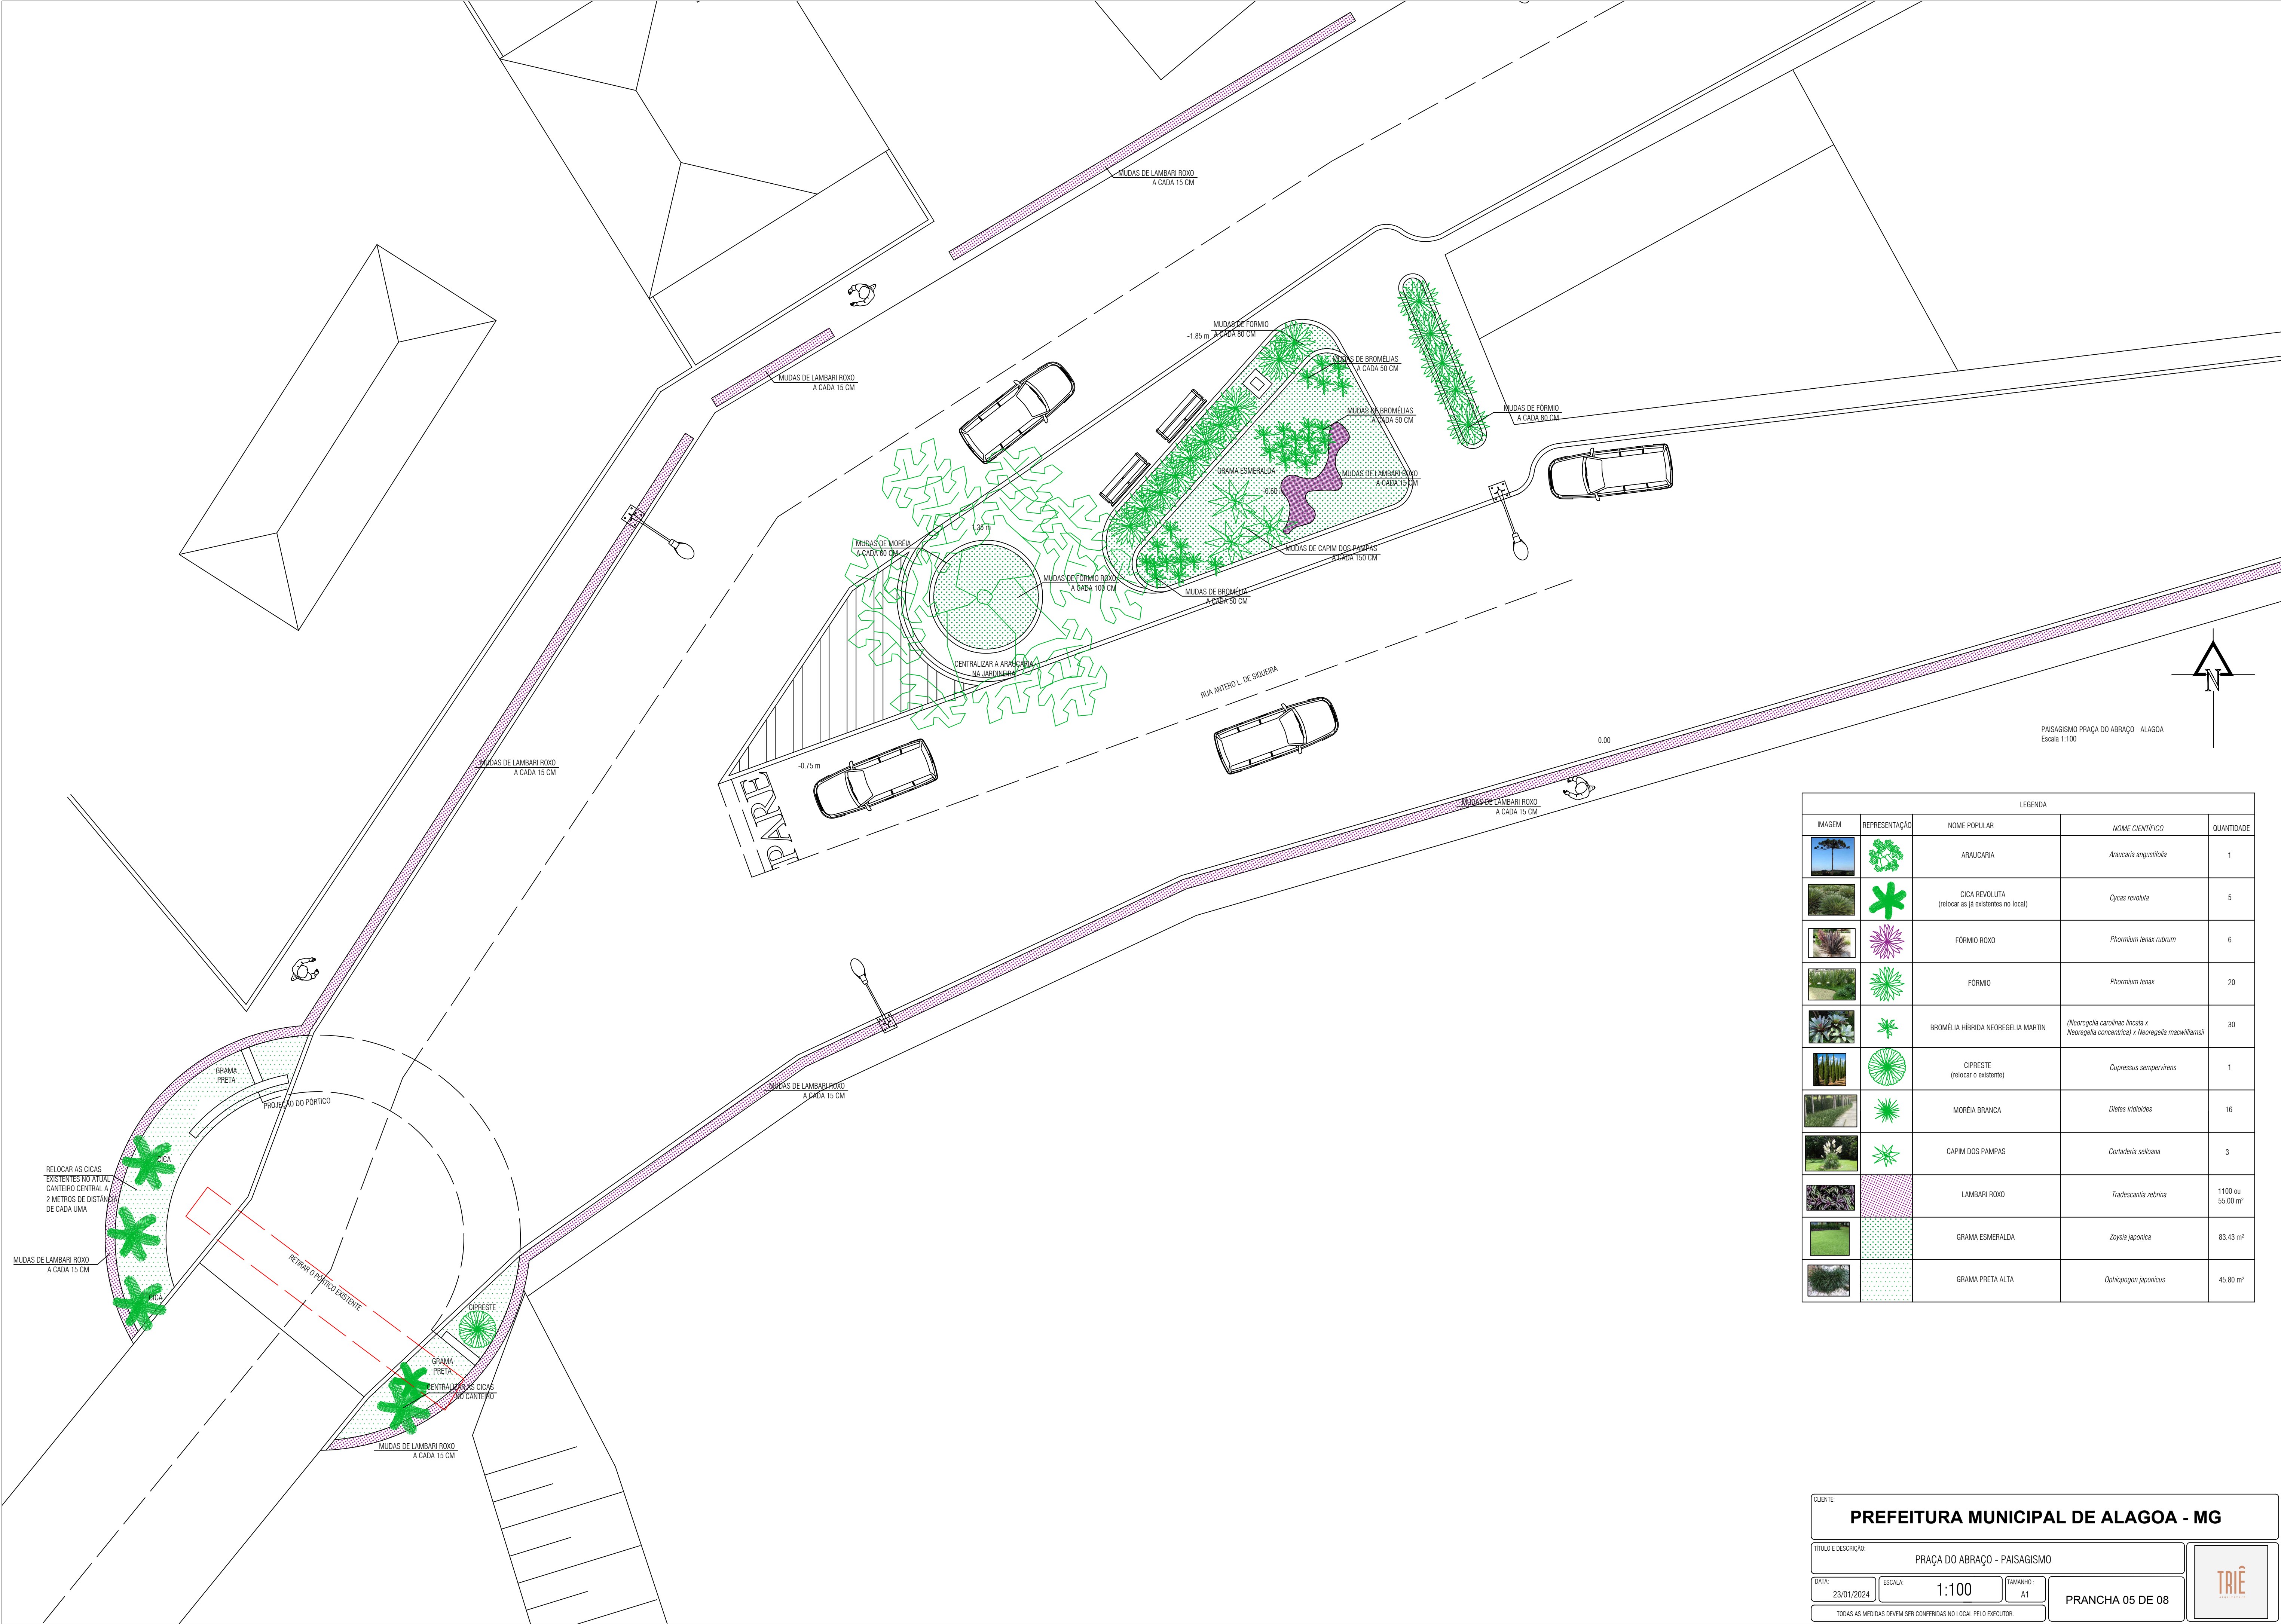 MUDAS DE LAMBARI ROXO
A CADA 15 CM
MUDAS DE LAMBARI ROXO
A CADA 15 CM
-1.85 m
MUDAS DE FORMIO
A CADA 80 CM
MUDAS DE BROMÉLIAS
A CADA 50 CM
MUDAS DE BROMÉLIAS
A CADA 50 CM
MUDAS DE FÓRMIO
A CADA 80 CM
GRAMA ESMERALDA
MUDAS DE LAMBARI ROXO
A CADA 15 CM
-0.60 m
-1.35 m
MUDAS DE MORÉIA
A CADA 60 CM
MUDAS DE CAPIM DOS PAMPAS
A CADA 150 CM
MUDAS DE FÓRMIO ROXO
A CADA 100 CM
MUDAS DE BROMÉLIA
A CADA 50 CM
CENTRALIZAR A ARAUCÁRIA
NA JARDINEIRA
RUA ANTERO L. DE SIQUEIRA
0.00
-0.75 m
PARE
MUDAS DE LAMBARI ROXO
A CADA 15 CM
MUDAS DE LAMBARI ROXO
A CADA 15 CM
MUDAS DE LAMBARI ROXO
A CADA 15 CM
N
PAISAGISMO PRAÇA DO ABRAÇO - ALAGOA
Escala 1:100
GRAMA
PRETA
PROJEÇÃO DO PÓRTICO
CICA
RELOCAR AS CICAS
EXISTENTES NO ATUAL
CANTEIRO CENTRAL A
2 METROS DE DISTÂNCIA
DE CADA UMA
MUDAS DE LAMBARI ROXO
A CADA 15 CM
CICA
RETIRAR O PÓRTICO EXISTENTE
CIPRESTE
GRAMA
PRETA
CENTRALIZAR AS CICAS
NO CANTEIRO
MUDAS DE LAMBARI ROXO
A CADA 15 CM
LEGENDA
IMAGEM REPRESENTAÇÃO NOME POPULAR NOME CIENTÍFICO QUANTIDADE
ARAUCARIA Araucaria angustifolia 1
CICA REVOLUTA
(relocar as já existentes no local) Cycas revoluta 5
FÓRMIO ROXO Phormium tenax rubrum 6
FÓRMIO Phormium tenax 20
BROMÉLIA HÍBRIDA NEOREGELIA MARTIN (Neoregelia carolinae lineata x
Neoregelia concentrica) x Neoregelia macwilliamsii 30
CIPRESTE
(relocar o existente) Cupressus sempervirens 1
MORÉIA BRANCA Dietes Iridioides 16
CAPIM DOS PAMPAS Cortaderia selloana 3
LAMBARI ROXO Tradescantia zebrina 1100 ou
55.00 m²
GRAMA ESMERALDA Zoysia japonica 83.43 m²
GRAMA PRETA ALTA Ophiopogon japonicus 45.80 m²
CLIENTE:
PREFEITURA MUNICIPAL DE ALAGOA - MG
TÍTULO E DESCRIÇÃO:
PRAÇA DO ABRAÇO - PAISAGISMO
DATA:
23/01/2024
ESCALA:
1:100
TAMANHO :
A1
PRANCHA 05 DE 08
TODAS AS MEDIDAS DEVEM SER CONFERIDAS NO LOCAL PELO EXECUTOR.
TRIÊ